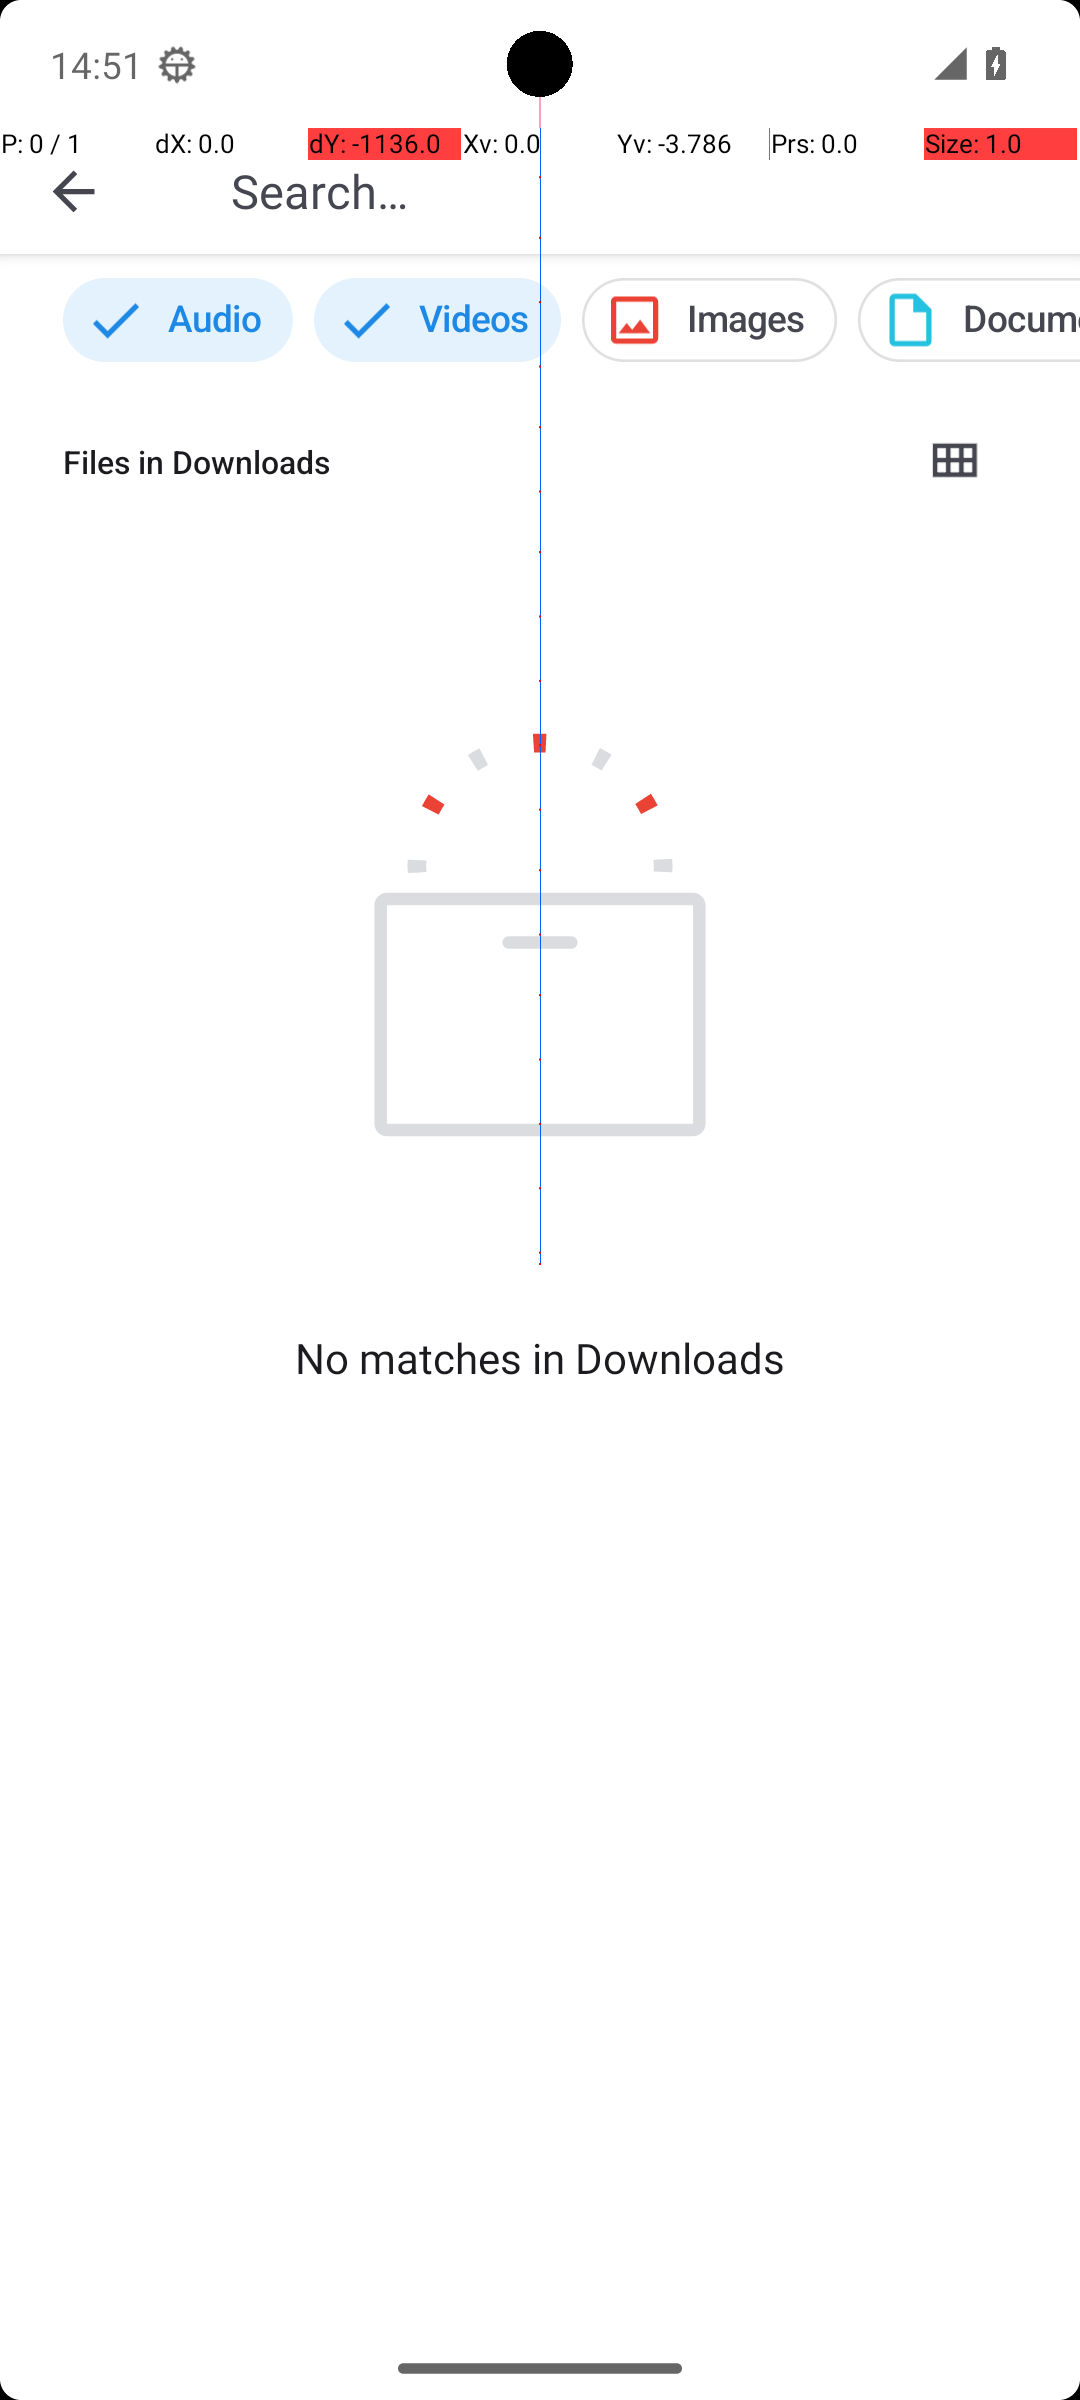 14:51
P: 0 / 1 dX: 0.0 dY: -1136.0 Xv: 0.0 Yv: -3.786 Prs: 0.0 Size: 1.0
Search...
Audio Videos Images Docum
Files in Downloads
No matches in Downloads